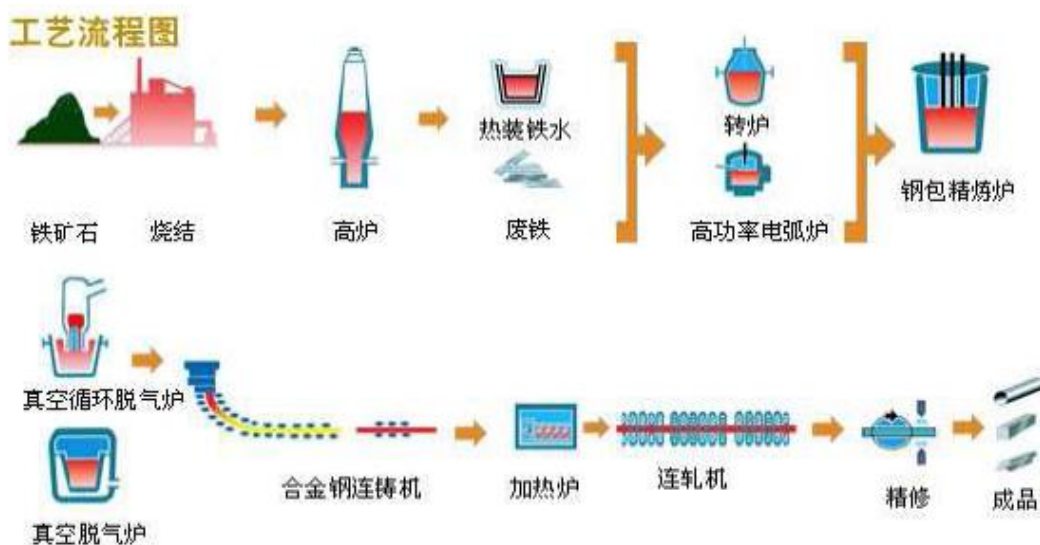 工艺流程图
热装铁水
转炉
铁矿石
烧结
高炉
废铁
高功率电弧炉
钢包精炼炉
真空循环脱气炉
合金钢连铸机
加热炉
连轧机
精修
成品
真空脱气炉